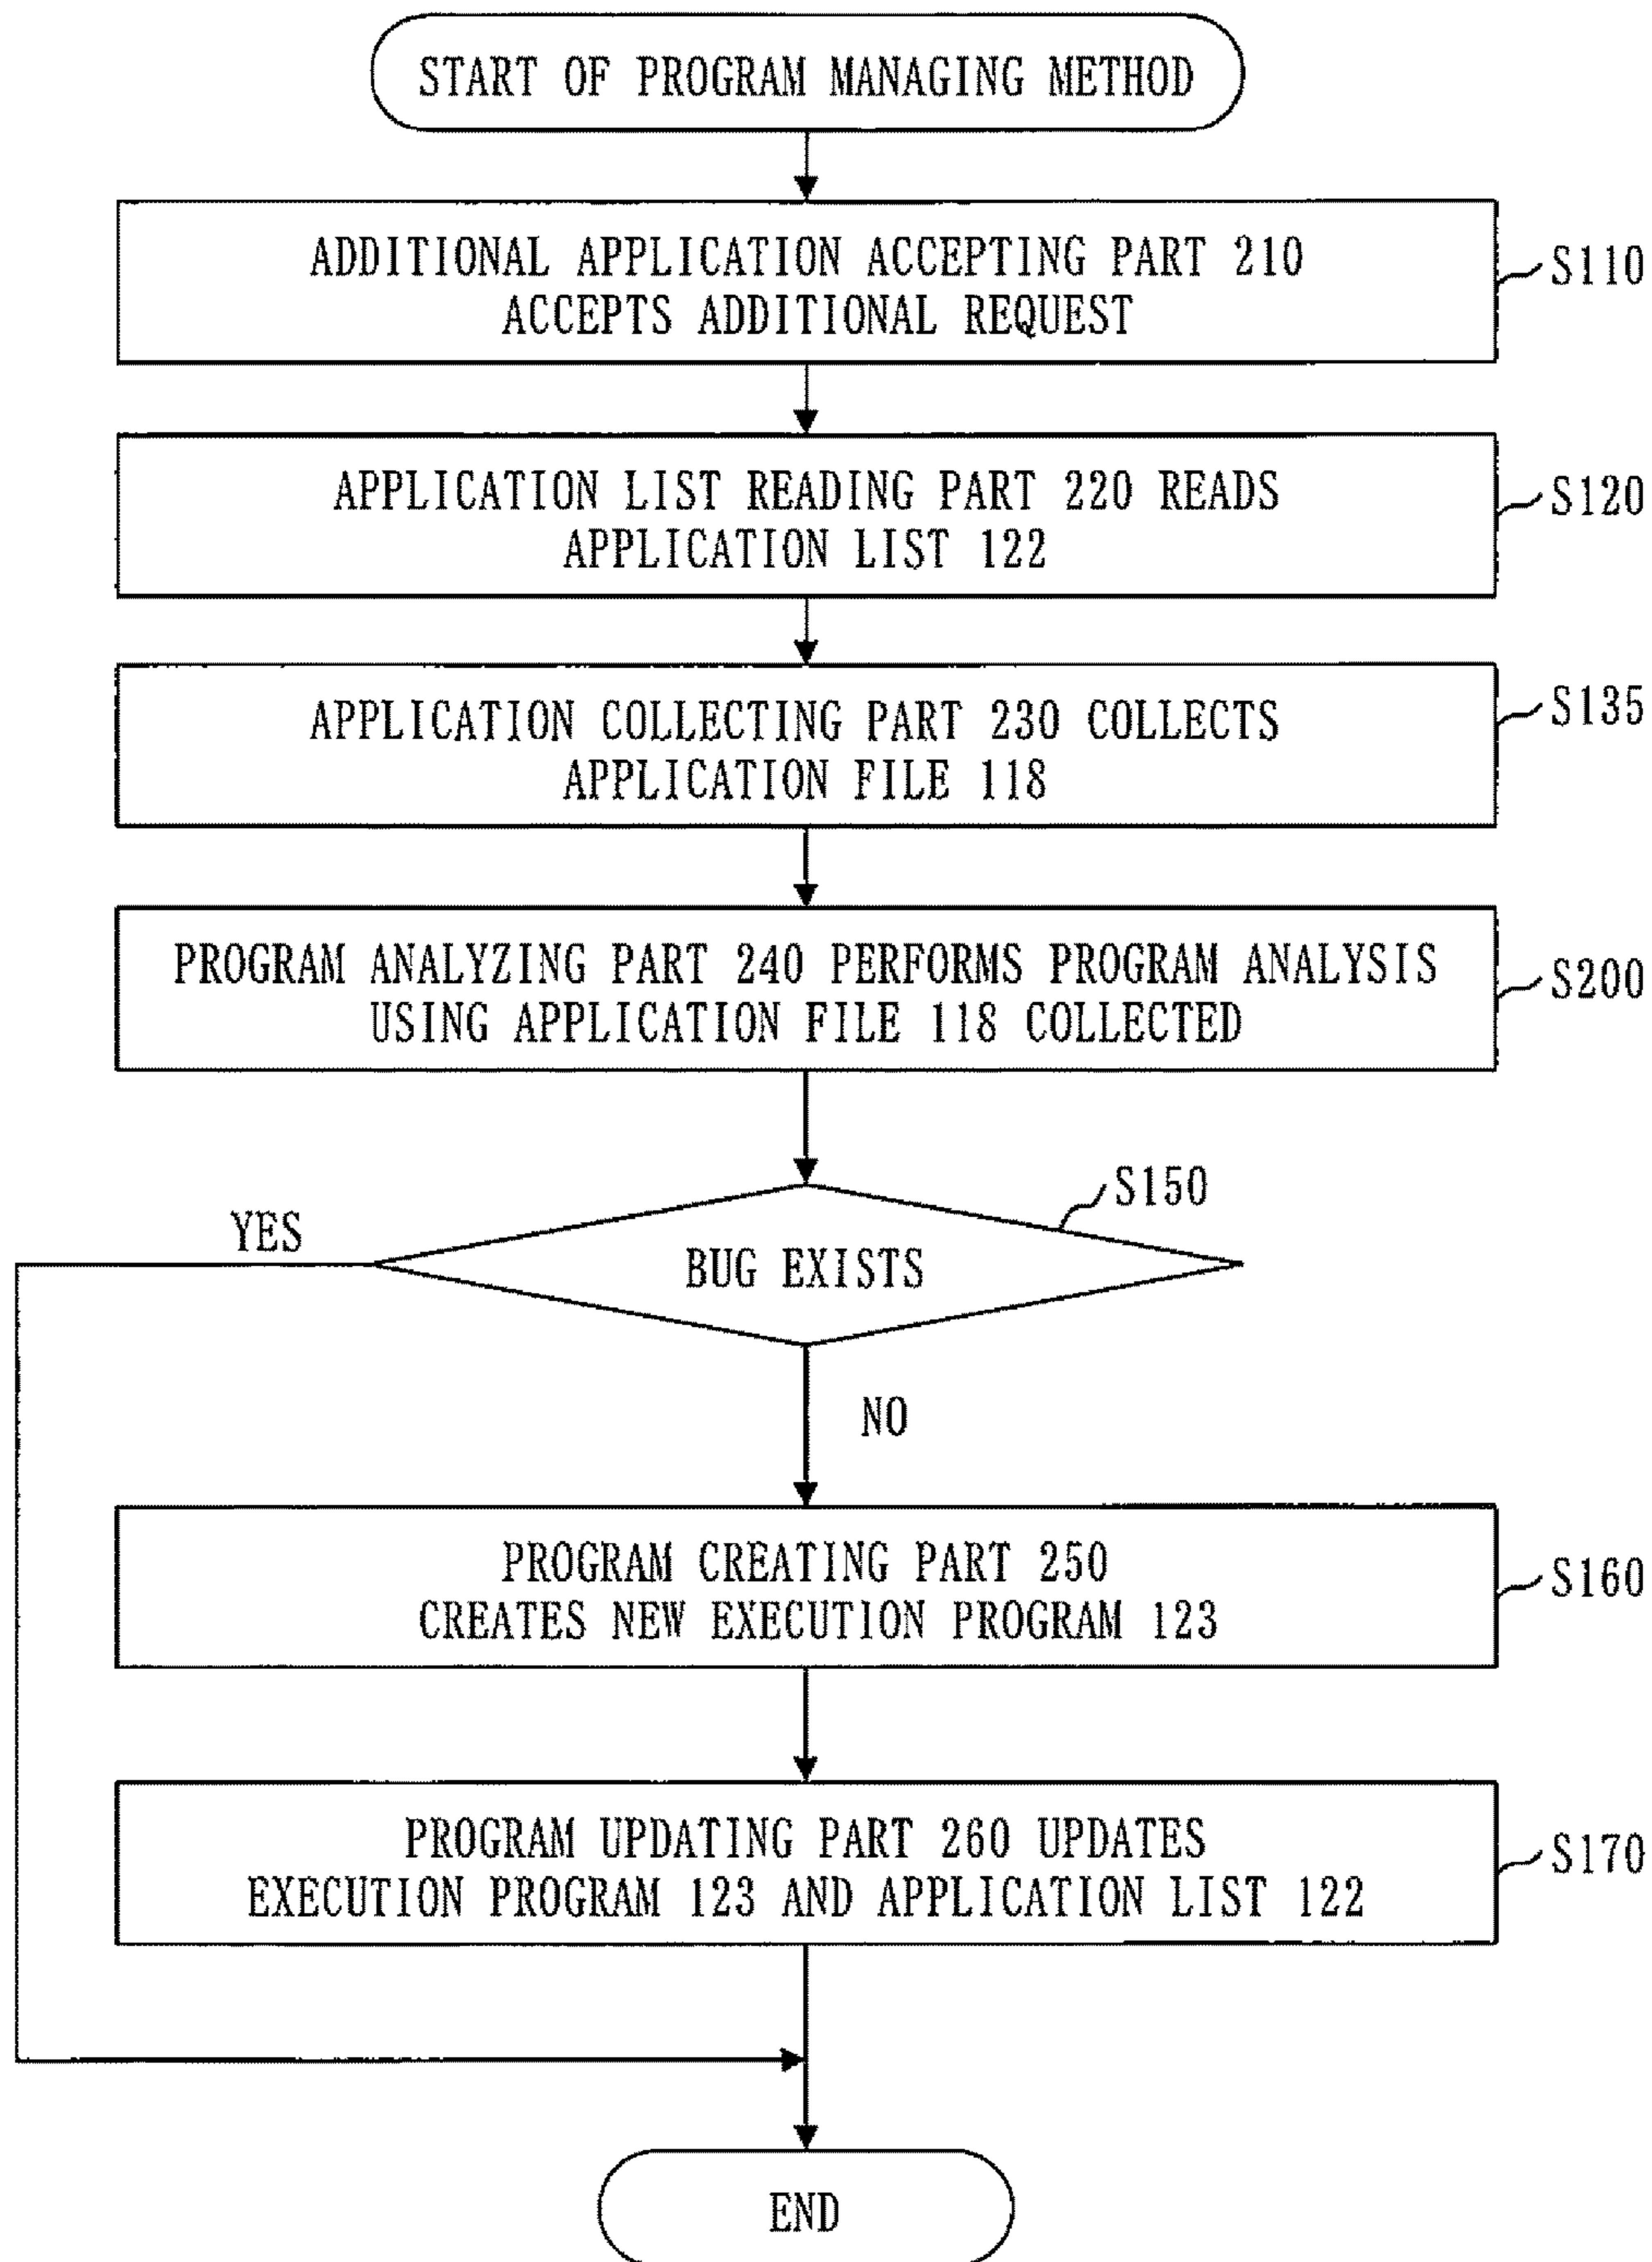 START OF PROGRAM MANAGING METHOD
ADDITIONAL APPLICATION ACCEPTING PART 210
ACCEPTS ADDITIONAL REQUEST
S110
APPLICATION LIST READING PART 220 READS
APPLICATION LIST 122
S120
APPLICATION COLLECTING PART 230 COLLECTS
APPLICATION FILE 118
S135
PROGRAM ANALYZING PART 240 PERFORMS PROGRAM ANALYSIS
USING APPLICATION FILE 118 COLLECTED
S200
S150
YES
BUG EXISTS
NO
PROGRAM CREATING PART 250
CREATES NEW EXECUTION PROGRAM 123
S160
PROGRAM UPDATING PART 260 UPDATES
EXECUTION PROGRAM 123 AND APPLICATION LIST 122
S170
END